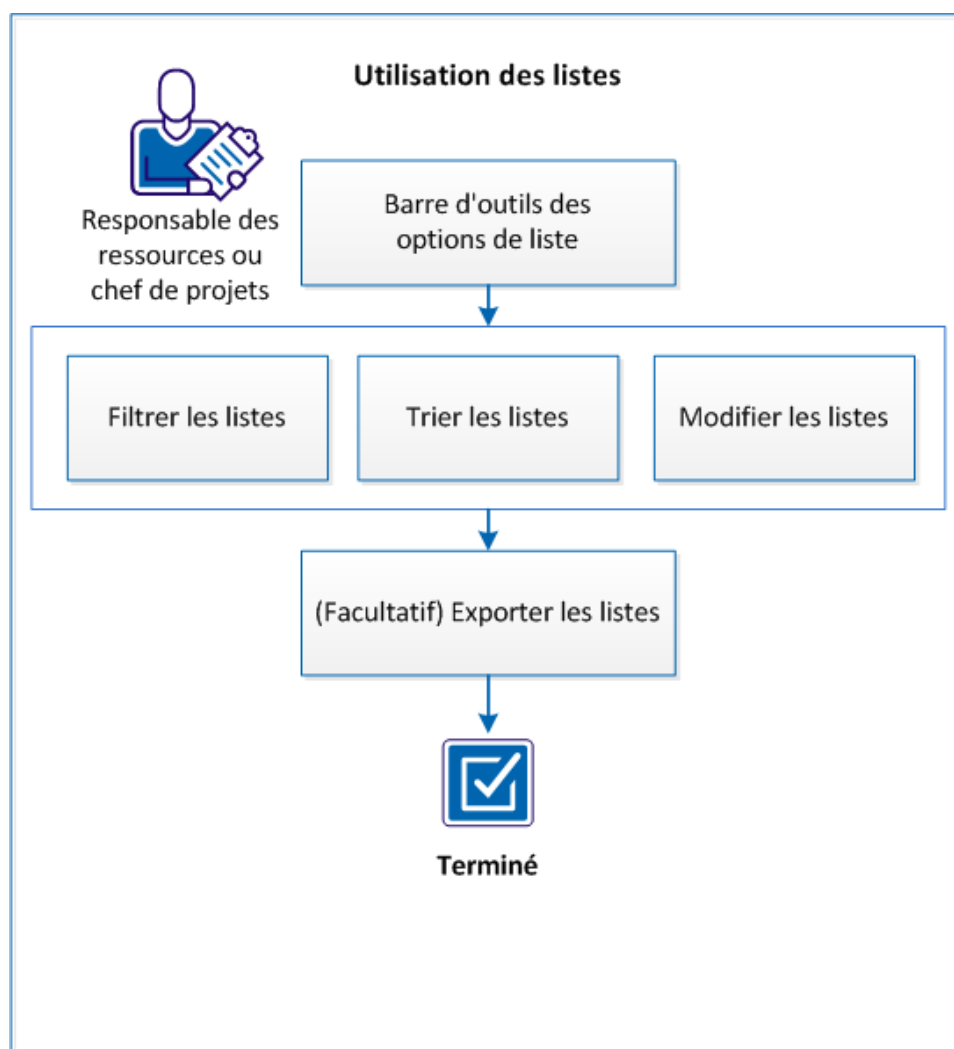 Utilisation des listes
Responsable des
ressources ou
chef de projets
Barre d'outils des
options de liste
Filtrer les listes
Trier les listes
Modifier les listes
(Facultatif) Exporter les listes
Terminé